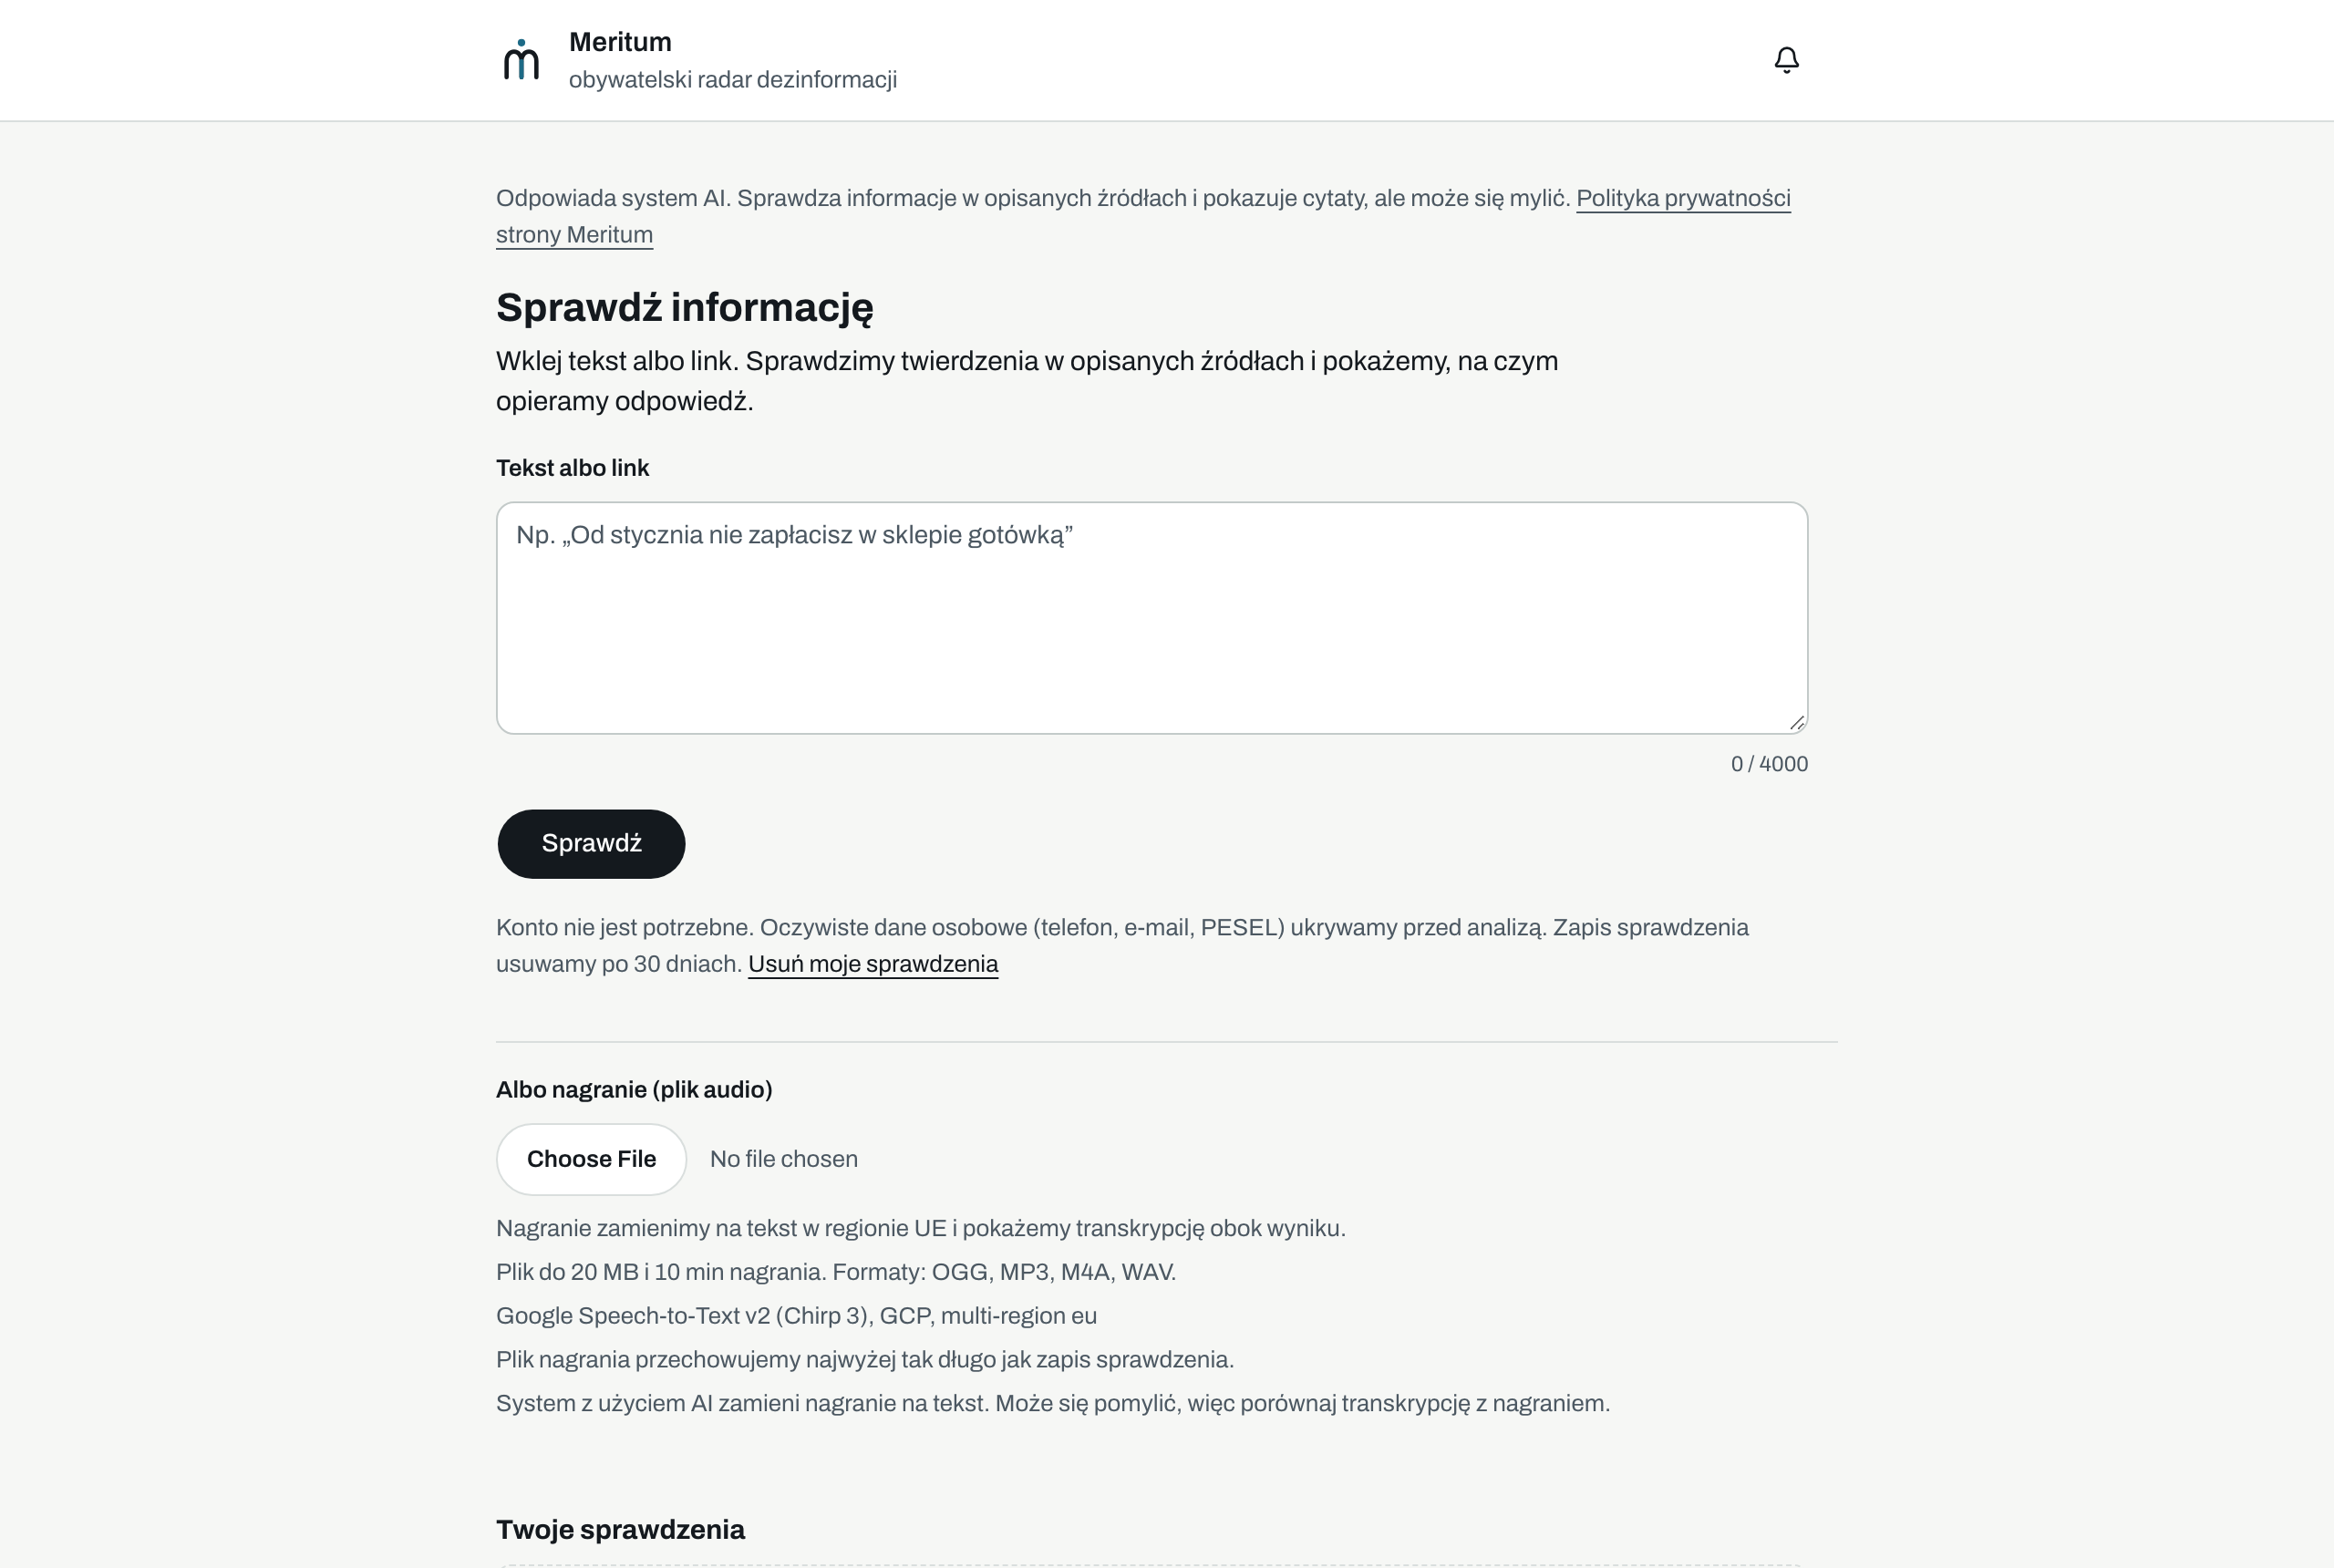 Meritum
obywatelski radar dezinformacji
Odpowiada system AI. Sprawdza informacje w opisanych źródłach i pokazuje cytaty, ale może się mylić. Polityka prywatności
strony Meritum
Sprawdź informację
Wklej tekst albo link. Sprawdzimy twierdzenia w opisanych źródłach i pokażemy, na czym
opieramy odpowiedź.
Tekst albo link
Np. „Od stycznia nie zapłacisz w sklepie gotówką”
0 / 4000
Sprawdź
Konto nie jest potrzebne. Oczywiste dane osobowe (telefon, e-mail, PESEL) ukrywamy przed analizą. Zapis sprawdzenia
usuwamy po 30 dniach. Usuń moje sprawdzenia
Albo nagranie (plik audio)
Choose File No file chosen
Nagranie zamienimy na tekst w regionie UE i pokażemy transkrypcję obok wyniku.
Plik do 20 MB i 10 min nagrania. Formaty: OGG, MP3, M4A, WAV.
Google Speech-to-Text v2 (Chirp 3), GCP, multi-region eu
Plik nagrania przechowujemy najwyżej tak długo jak zapis sprawdzenia.
System z użyciem AI zamieni nagranie na tekst. Może się pomylić, więc porównaj transkrypcję z nagraniem.
Twoje sprawdzenia